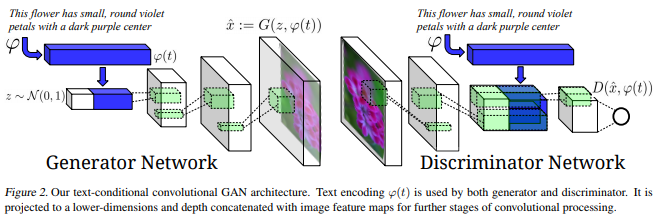 This flower has small, round violet
petals with a dark purple center
φ
φ(t)
z ~ 𝒩(0, 1)
x̂ := G(z, φ(t))
Generator Network
This flower has small, round violet
petals with a dark purple center
φ
D(x̂, φ(t))
Discriminator Network
Figure 2. Our text-conditional convolutional GAN architecture. Text encoding φ(t) is used by both generator and discriminator. It is
projected to a lower-dimensions and depth concatenated with image feature maps for further stages of convolutional processing.